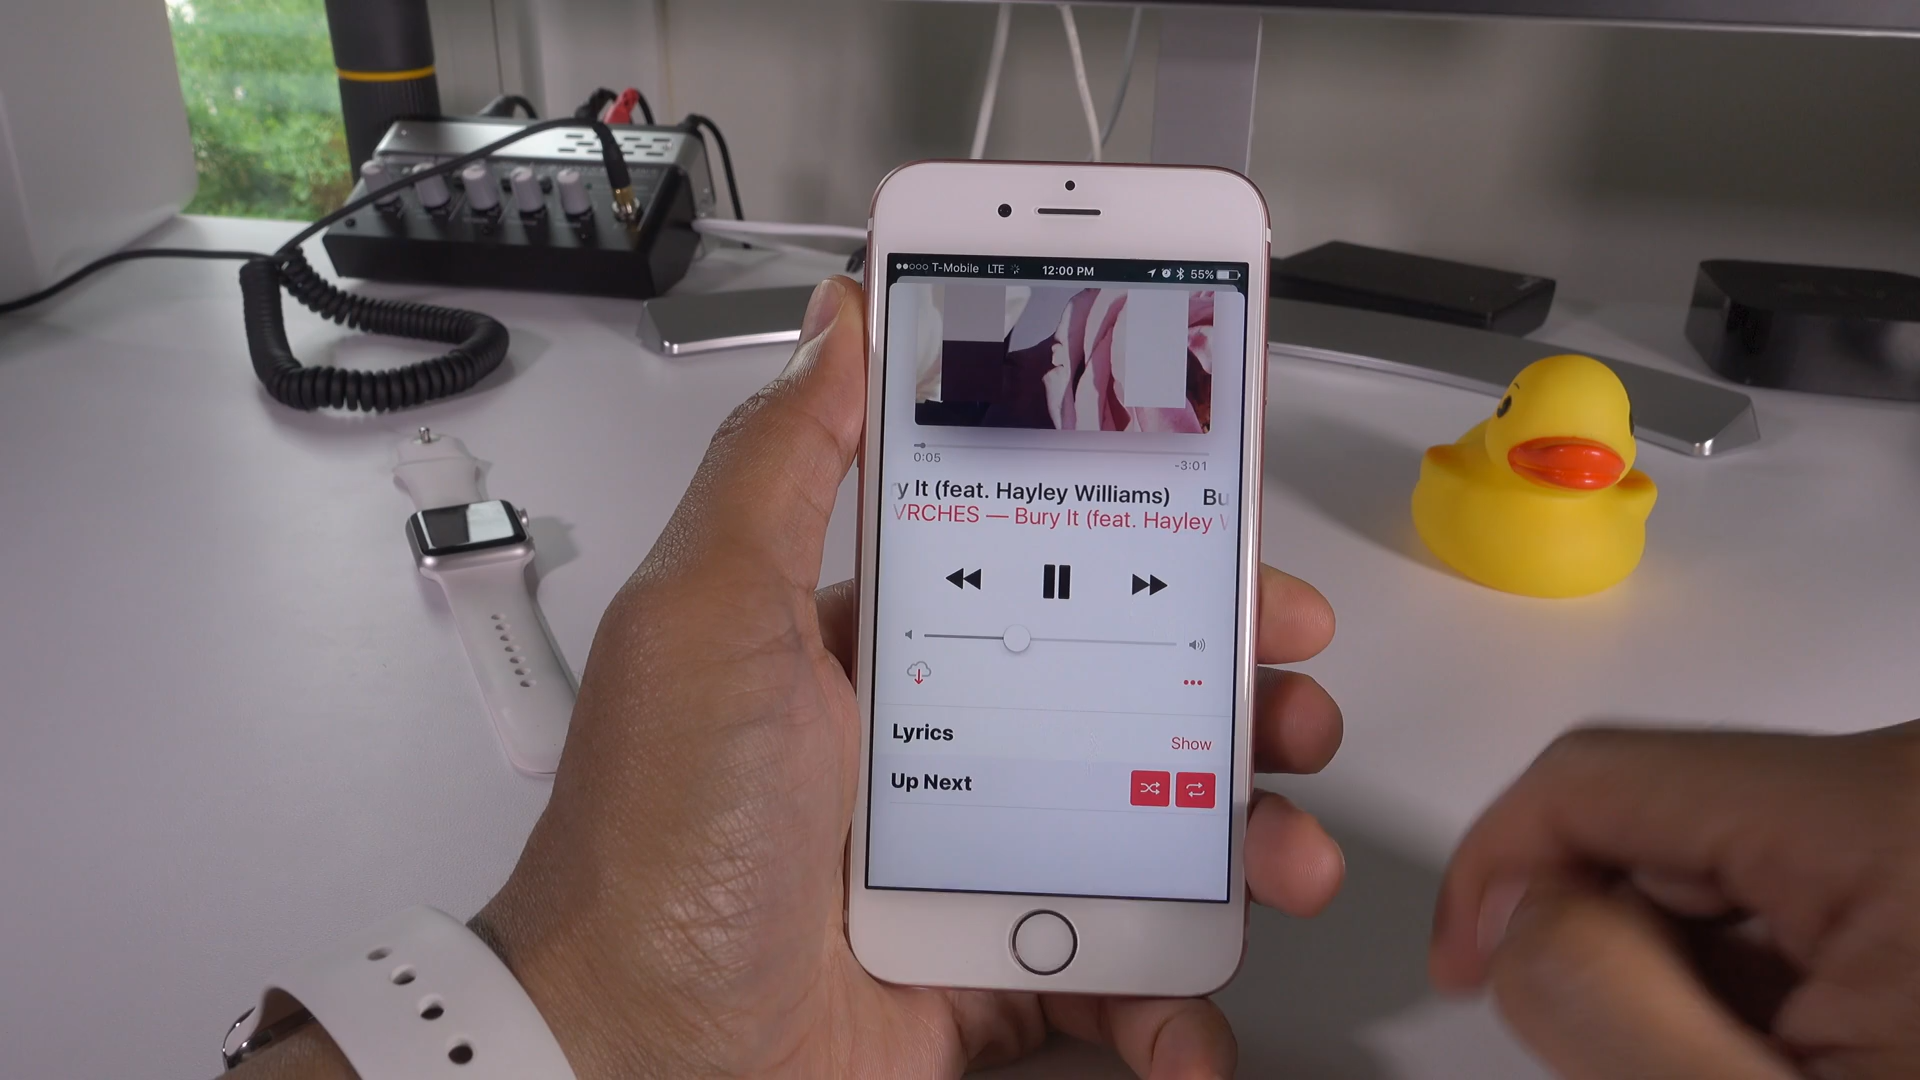 T-Mobile LTE 12:00 PM 55%
0:05 -3:01
y It (feat. Hayley Williams) Bu
VRCHES — Bury It (feat. Hayley
Lyrics Show
Up Next